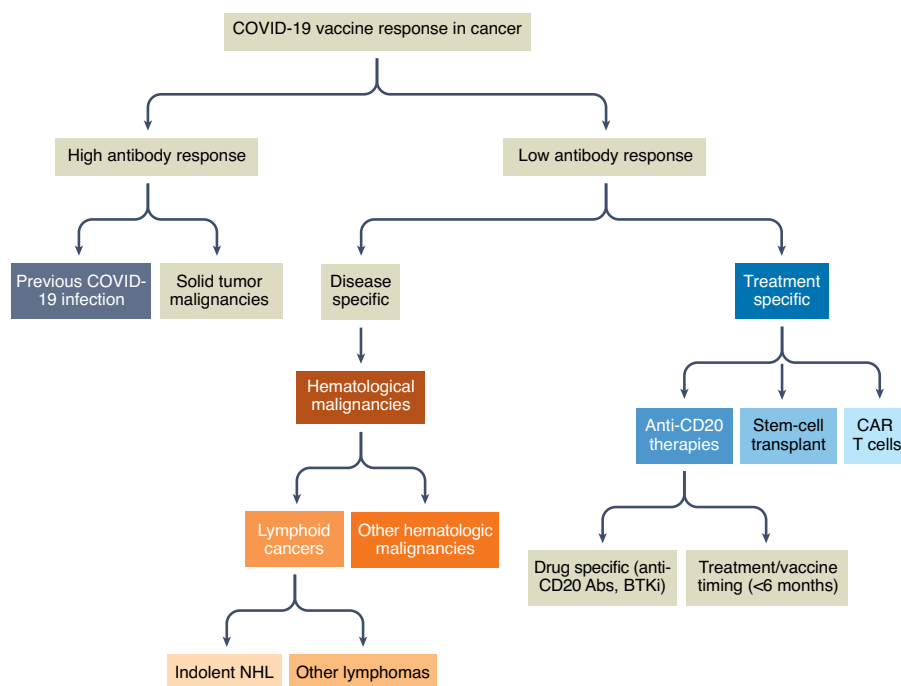 COVID-19 vaccine response in cancer
High antibody response
Low antibody response
Previous COVID-
19 infection
Solid tumor
malignancies
Disease
specific
Treatment
specific
Hematological
malignancies
Anti-CD20
therapies
Stem-cell
transplant
CAR
T cells
Lymphoid
cancers
Other hematologic
malignancies
Drug specific (anti-
CD20 Abs, BTKi)
Treatment/vaccine
timing (<6 months)
Indolent NHL
Other lymphomas